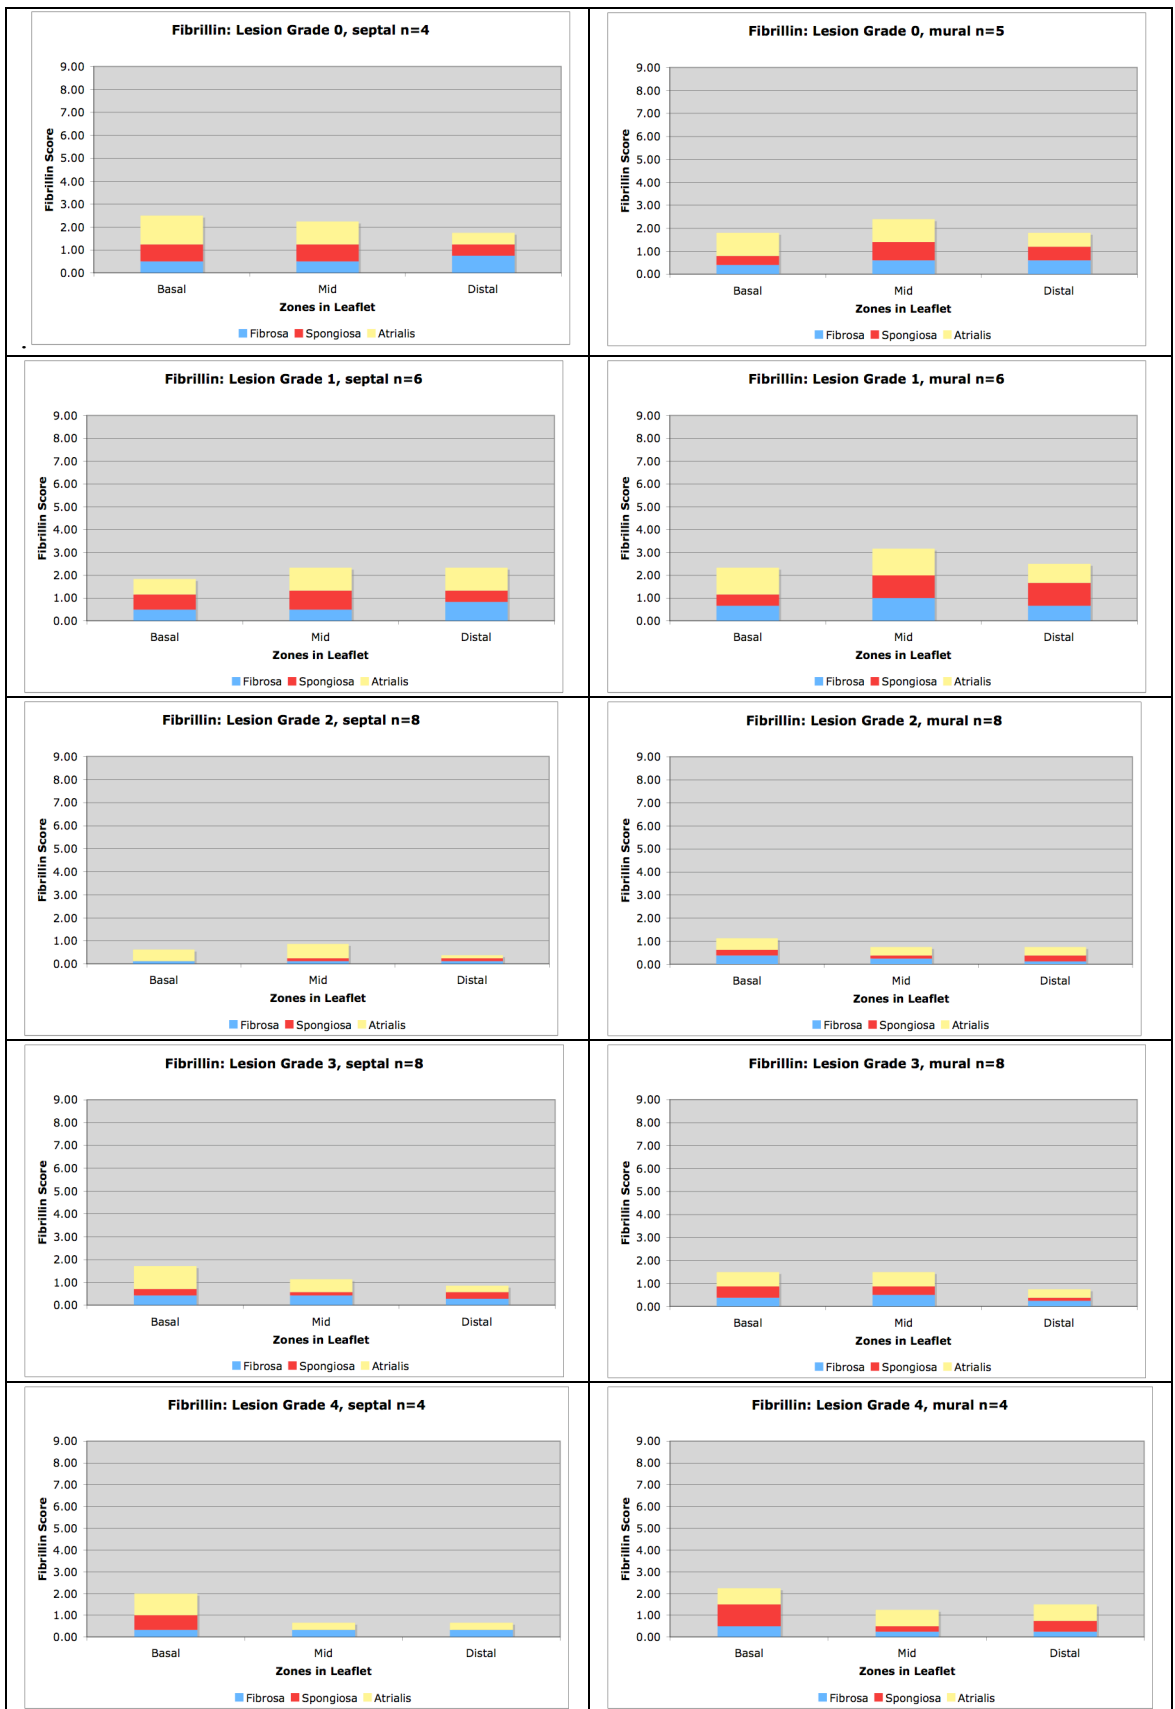 Fibrillin: Lesion Grade 0, septal n=4
9.00
8.00
7.00
6.00
5.00
4.00
3.00
2.00
1.00
0.00
Fibrillin Score
Basal Mid Distal
Zones in Leaflet
Fibrosa Spongiosa Atrialis
Fibrillin: Lesion Grade 0, mural n=5
9.00
8.00
7.00
6.00
5.00
4.00
3.00
2.00
1.00
0.00
Fibrillin Score
Basal Mid Distal
Zones in Leaflet
Fibrosa Spongiosa Atrialis
Fibrillin: Lesion Grade 1, septal n=6
9.00
8.00
7.00
6.00
5.00
4.00
3.00
2.00
1.00
0.00
Fibrillin Score
Basal Mid Distal
Zones in Leaflet
Fibrosa Spongiosa Atrialis
Fibrillin: Lesion Grade 1, mural n=6
9.00
8.00
7.00
6.00
5.00
4.00
3.00
2.00
1.00
0.00
Fibrillin Score
Basal Mid Distal
Zones in Leaflet
Fibrosa Spongiosa Atrialis
Fibrillin: Lesion Grade 2, septal n=8
9.00
8.00
7.00
6.00
5.00
4.00
3.00
2.00
1.00
0.00
Fibrillin Score
Basal Mid Distal
Zones in Leaflet
Fibrosa Spongiosa Atrialis
Fibrillin: Lesion Grade 2, mural n=8
9.00
8.00
7.00
6.00
5.00
4.00
3.00
2.00
1.00
0.00
Fibrillin Score
Basal Mid Distal
Zones in Leaflet
Fibrosa Spongiosa Atrialis
Fibrillin: Lesion Grade 3, septal n=8
9.00
8.00
7.00
6.00
5.00
4.00
3.00
2.00
1.00
0.00
Fibrillin Score
Basal Mid Distal
Zones in Leaflet
Fibrosa Spongiosa Atrialis
Fibrillin: Lesion Grade 3, mural n=8
9.00
8.00
7.00
6.00
5.00
4.00
3.00
2.00
1.00
0.00
Fibrillin Score
Basal Mid Distal
Zones in Leaflet
Fibrosa Spongiosa Atrialis
Fibrillin: Lesion Grade 4, septal n=4
9.00
8.00
7.00
6.00
5.00
4.00
3.00
2.00
1.00
0.00
Fibrillin Score
Basal Mid Distal
Zones in Leaflet
Fibrosa Spongiosa Atrialis
Fibrillin: Lesion Grade 4, mural n=4
9.00
8.00
7.00
6.00
5.00
4.00
3.00
2.00
1.00
0.00
Fibrillin Score
Basal Mid Distal
Zones in Leaflet
Fibrosa Spongiosa Atrialis